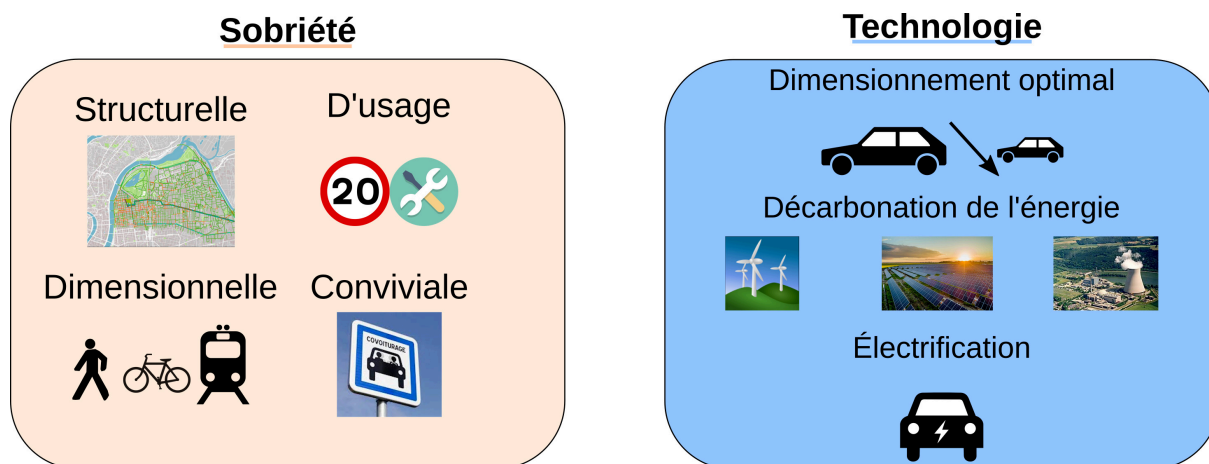 Sobriété
Structurelle
D'usage
20
Dimensionnelle
Conviviale
COVOITURAGE
Technologie
Dimensionnement optimal
Décarbonation de l'énergie
Électrification